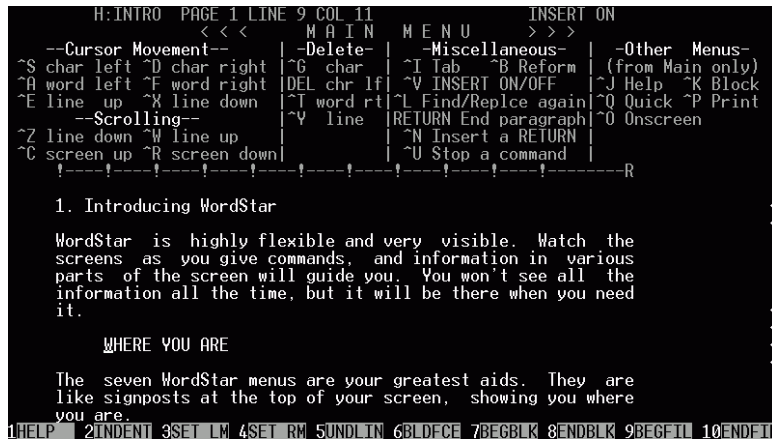 H:INTRO PAGE 1 LINE 9 COL 11 INSERT ON
< < < M A I N M E N U > > >
--Cursor Movement-- | -Delete- | -Miscellaneous- | -Other Menus-
^S char left ^D char right |^G char | ^I Tab ^B Reform | (from Main only)
^A word left ^F word right |DEL chr lf| ^V INSERT ON/OFF |^J Help ^K Block
^E line up ^X line down |^T word rt|^L Find/Replce again|^Q Quick ^P Print
--Scrolling-- |^Y line |RETURN End paragraph|^O Onscreen
^Z line down ^W line up | | ^N Insert a RETURN |
^C screen up ^R screen down| | ^U Stop a command |
!----!----!----!----!----!----!----!----!----!----!--------R
1. Introducing WordStar
WordStar is highly flexible and very visible. Watch the
screens as you give commands, and information in various
parts of the screen will guide you. You won't see all the
information all the time, but it will be there when you need
it.
WHERE YOU ARE
The seven WordStar menus are your greatest aids. They are
like signposts at the top of your screen, showing you where
you are.
1HELP 2INDENT 3SET LM 4SET RM 5UNDLIN 6BLDFCE 7BEGBLK 8ENDBLK 9BEGFIL 10ENDFIL